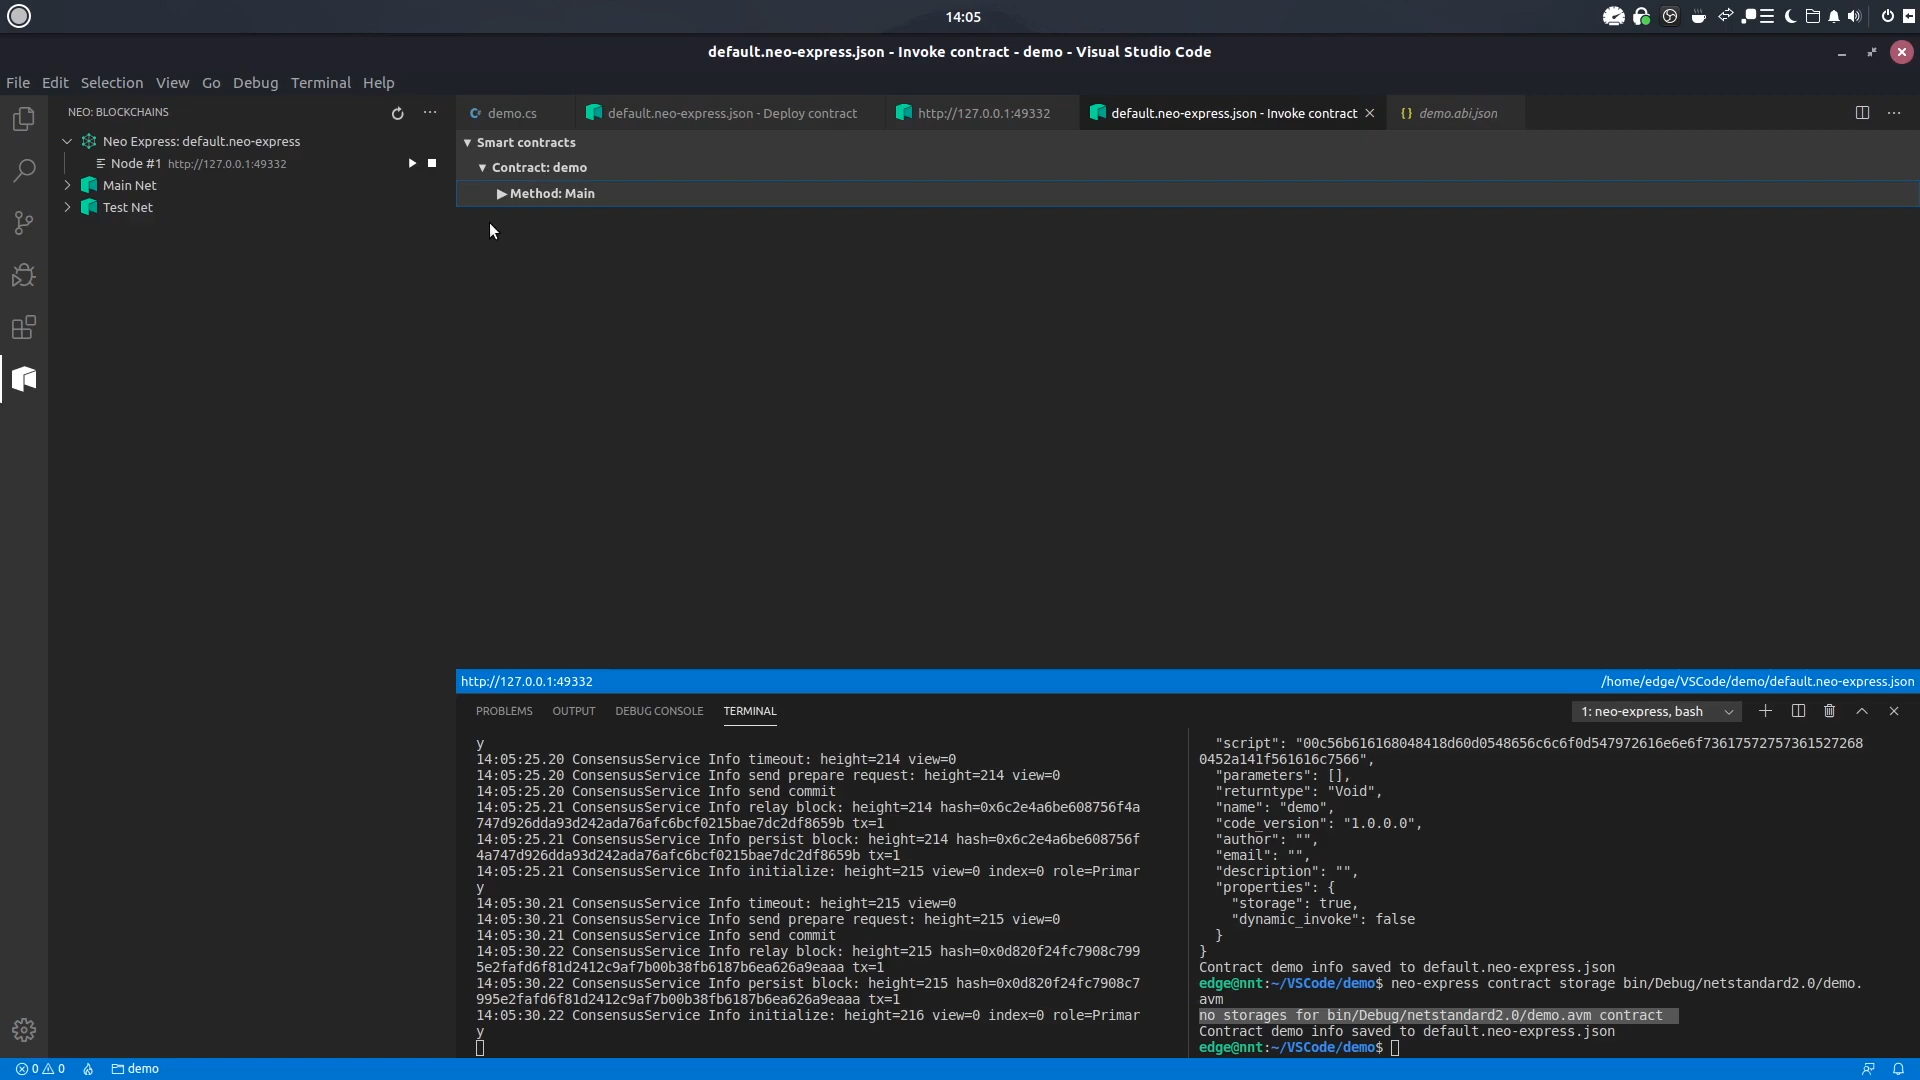 14:05
default.neo-express.json - Invoke contract - demo - Visual Studio Code
File Edit Selection View Go Debug Terminal Help
NEO: BLOCKCHAINS
Neo Express: default.neo-express
Node #1 http://127.0.0.1:49332
Main Net
Test Net
demo.cs
default.neo-express.json - Deploy contract
http://127.0.0.1:49332
default.neo-express.json - Invoke contract
{} demo.abi.json
Smart contracts
Contract: demo
Method: Main
http://127.0.0.1:49332
/home/edge/VSCode/demo/default.neo-express.json
PROBLEMS OUTPUT DEBUG CONSOLE TERMINAL
1: neo-express, bash
y
14:05:25.20 ConsensusService Info timeout: height=214 view=0
14:05:25.20 ConsensusService Info send prepare request: height=214 view=0
14:05:25.20 ConsensusService Info send commit
14:05:25.21 ConsensusService Info relay block: height=214 hash=0x6c2e4a6be608756f4a
747d926dda93d242ada76afc6bcf0215bae7dc2df8659b tx=1
14:05:25.21 ConsensusService Info persist block: height=214 hash=0x6c2e4a6be608756f
4a747d926dda93d242ada76afc6bcf0215bae7dc2df8659b tx=1
14:05:25.21 ConsensusService Info initialize: height=215 view=0 index=0 role=Primar
y
14:05:30.21 ConsensusService Info timeout: height=215 view=0
14:05:30.21 ConsensusService Info send prepare request: height=215 view=0
14:05:30.21 ConsensusService Info send commit
14:05:30.22 ConsensusService Info relay block: height=215 hash=0x0d820f24fc7908c799
5e2fafd6f81d2412c9af7b00b38fb6187b6ea626a9eaaa tx=1
14:05:30.22 ConsensusService Info persist block: height=215 hash=0x0d820f24fc7908c7
995e2fafd6f81d2412c9af7b00b38fb6187b6ea626a9eaaa tx=1
14:05:30.22 ConsensusService Info initialize: height=216 view=0 index=0 role=Primar
y
"script": "00c56b616168048418d60d0548656c6c6f0d547972616e6e6f73617572757361527268
0452a141f561616c7566",
"parameters": [],
"returntype": "Void",
"name": "demo",
"code_version": "1.0.0.0",
"author": "",
"email": "",
"description": "",
"properties": {
"storage": true,
"dynamic_invoke": false
}
}
Contract demo info saved to default.neo-express.json
edge@nnt:~/VSCode/demo$ neo-express contract storage bin/Debug/netstandard2.0/demo.
avm
no storages for bin/Debug/netstandard2.0/demo.avm contract
Contract demo info saved to default.neo-express.json
edge@nnt:~/VSCode/demo$
0 0 demo